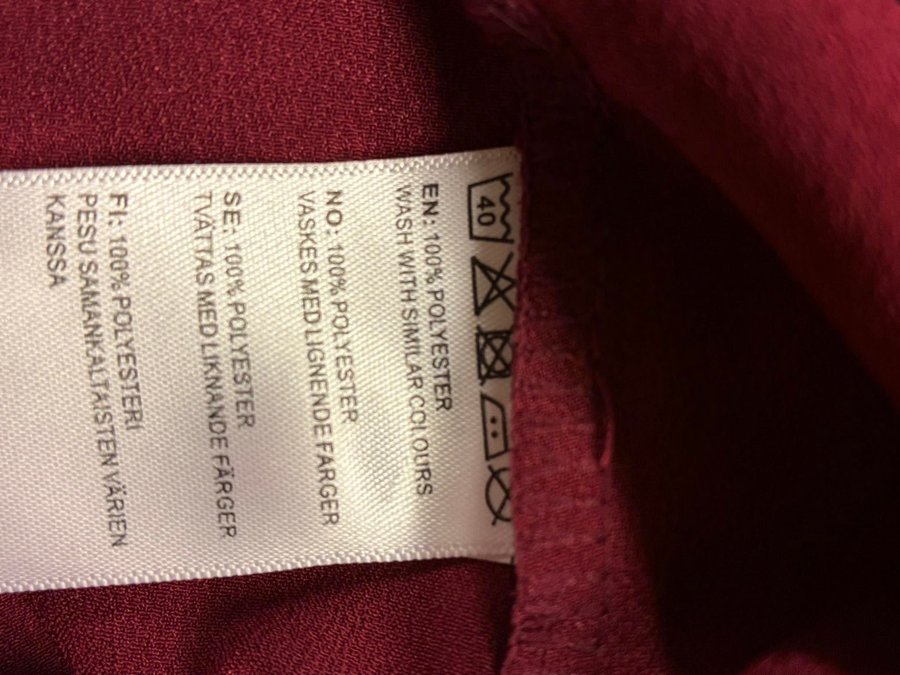 40
EN: 100% POLYESTER
WASH WITH SIMILAR COLOURS
NO: 100% POLYESTER
VASKES MED LIGNENDE FARGER
SE: 100% POLYESTER
TVÄTTAS MED LIKNANDE FÄRGER
FI: 100% POLYESTERI
PESU SAMANKALTAISTEN VÄRIEN
KANSSA